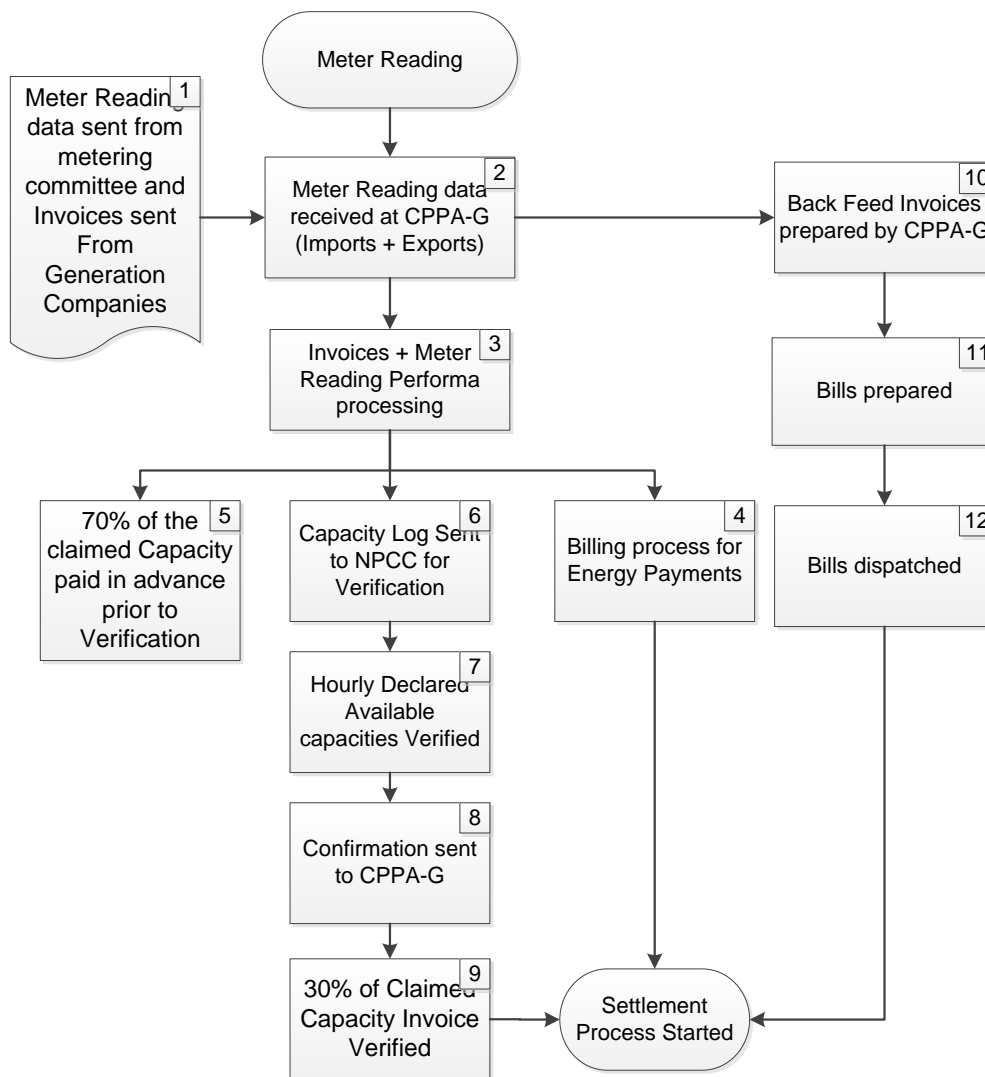 Meter Reading
1
Meter Reading
data sent from
metering
committee and
Invoices sent
From
Generation
Companies
2
Meter Reading data
received at CPPA-G
(Imports + Exports)
10
Back Feed Invoices
prepared by CPPA-G
3
Invoices + Meter
Reading Performa
processing
11
Bills prepared
5
70% of the
claimed Capacity
paid in advance
prior to
Verification
6
Capacity Log Sent
to NPCC for
Verification
4
Billing process for
Energy Payments
12
Bills dispatched
7
Hourly Declared
Available
capacities Verified
8
Confirmation sent
to CPPA-G
9
30% of Claimed
Capacity Invoice
Verified
Settlement
Process Started